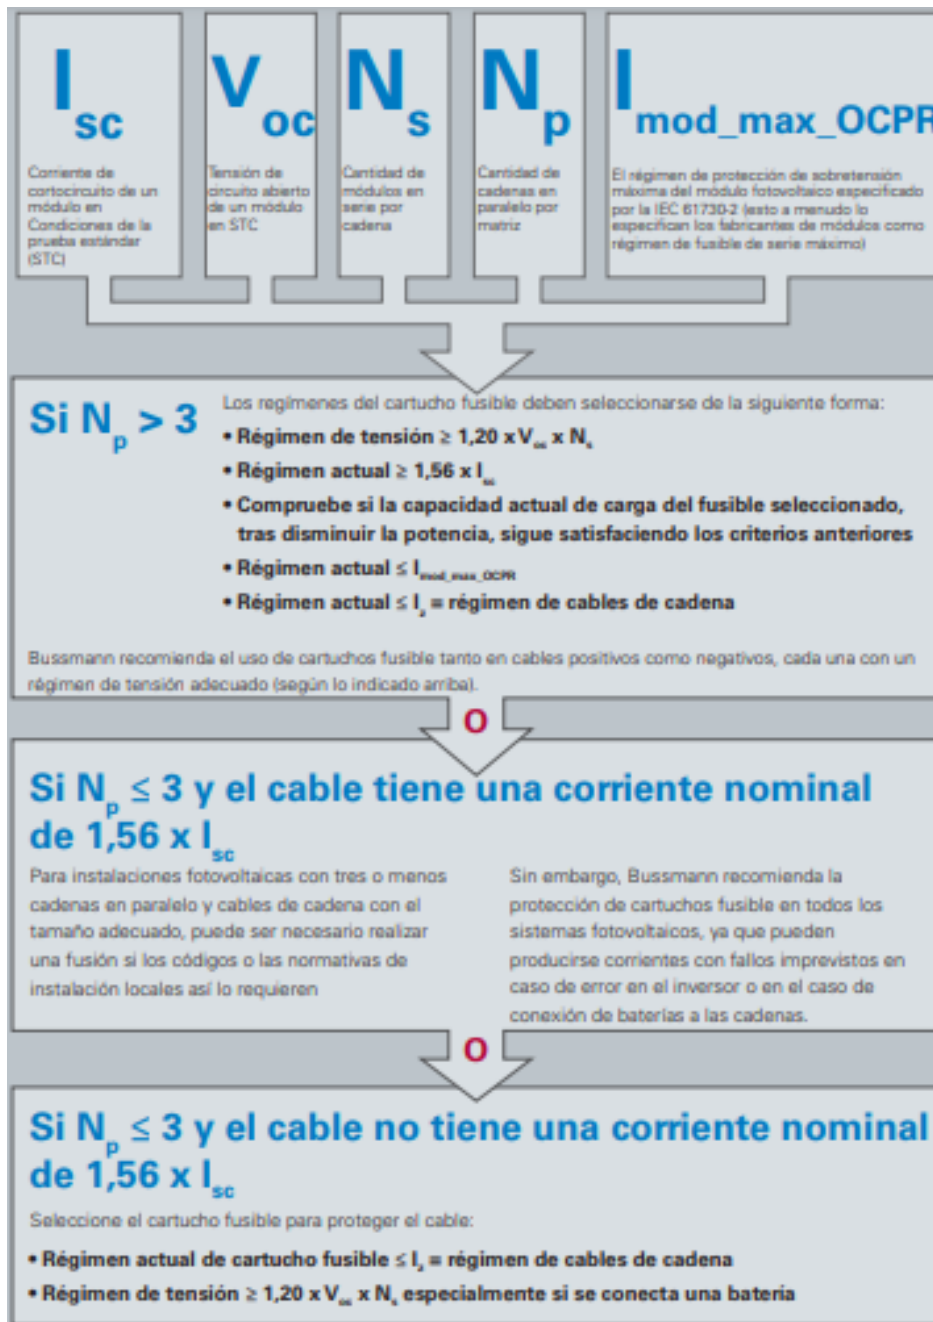 I sc
Corriente de
cortocircuito de un
módulo en
Condiciones de la
prueba estándar
(STC)
V oc
Tensión de
circuito abierto
de un módulo
en STC
N s
Cantidad de
módulos en
serie por
cadena
N p
Cantidad de
cadenas en
paralelo por
matriz
I mod_max_OCPR
El régimen de protección de sobretensión
máxima del módulo fotovoltaico especificado
por la IEC 61730-2 (esto a menudo lo
especifican los fabricantes de módulos como
régimen de fusible de serie máximo)
Si Np > 3
Los regímenes del cartucho fusible deben seleccionarse de la siguiente forma:
• Régimen de tensión ≥ 1,20 x Voc x Ns
• Régimen actual ≥ 1,56 x Isc
• Compruebe si la capacidad actual de carga del fusible seleccionado,
tras disminuir la potencia, sigue satisfaciendo los criterios anteriores
• Régimen actual ≤ Imod_max_OCPR
• Régimen actual ≤ Iz = régimen de cables de cadena
Bussmann recomienda el uso de cartuchos fusible tanto en cables positivos como negativos, cada una con un
régimen de tensión adecuado (según lo indicado arriba).
O
Si Np ≤ 3 y el cable tiene una corriente nominal
de 1,56 x Isc
Para instalaciones fotovoltaicas con tres o menos
cadenas en paralelo y cables de cadena con el
tamaño adecuado, puede ser necesario realizar
una fusión si los códigos o las normativas de
instalación locales así lo requieren
Sin embargo, Bussmann recomienda la
protección de cartuchos fusible en todos los
sistemas fotovoltaicos, ya que pueden
producirse corrientes con fallos imprevistos en
caso de error en el inversor o en el caso de
conexión de baterías a las cadenas.
O
Si Np ≤ 3 y el cable no tiene una corriente nominal
de 1,56 x Isc
Seleccione el cartucho fusible para proteger el cable:
• Régimen actual de cartucho fusible ≤ Iz = régimen de cables de cadena
• Régimen de tensión ≥ 1,20 x Voc x Ns especialmente si se conecta una batería